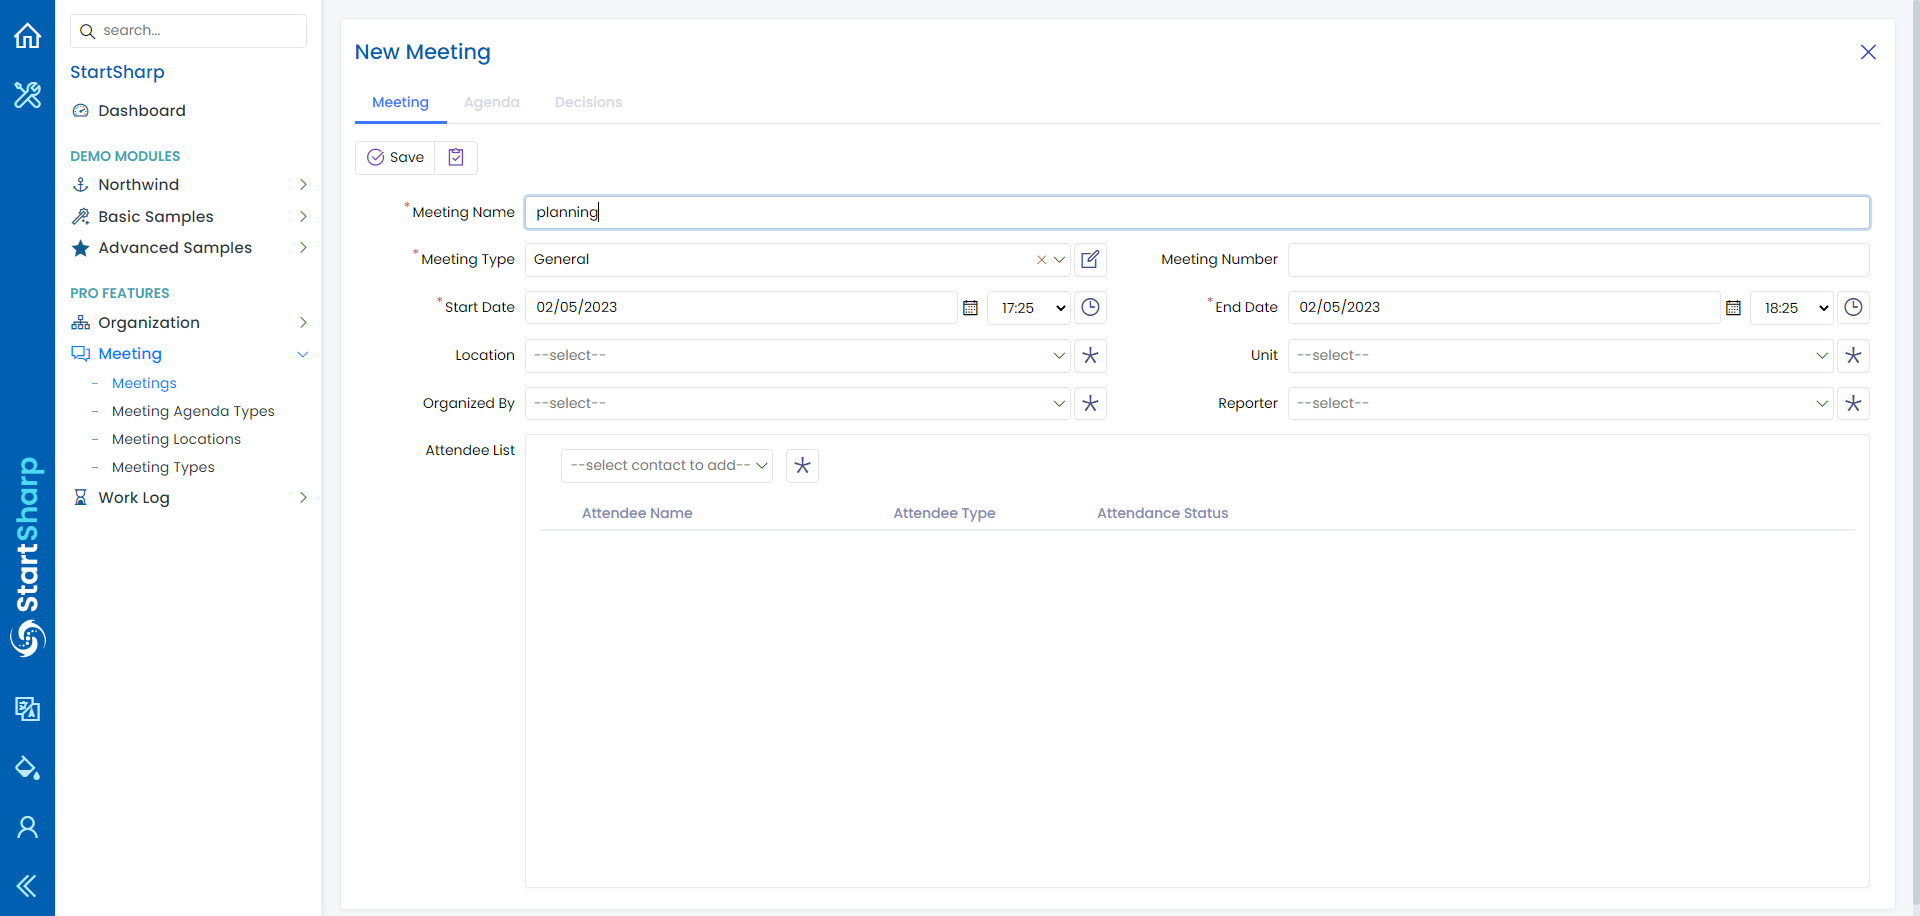 search...
StartSharp
Dashboard
DEMO MODULES
Northwind
Basic Samples
Advanced Samples
PRO FEATURES
Organization
Meeting
- Meetings
- Meeting Agenda Types
- Meeting Locations
- Meeting Types
Work Log
StartSharp
New Meeting
Meeting Agenda Decisions
Save
*Meeting Name planning
*Meeting Type General Meeting Number
*Start Date 02/05/2023 17:25 *End Date 02/05/2023 18:25
Location --select-- Unit --select--
Organized By --select-- Reporter --select--
Attendee List
--select contact to add--
Attendee Name Attendee Type Attendance Status